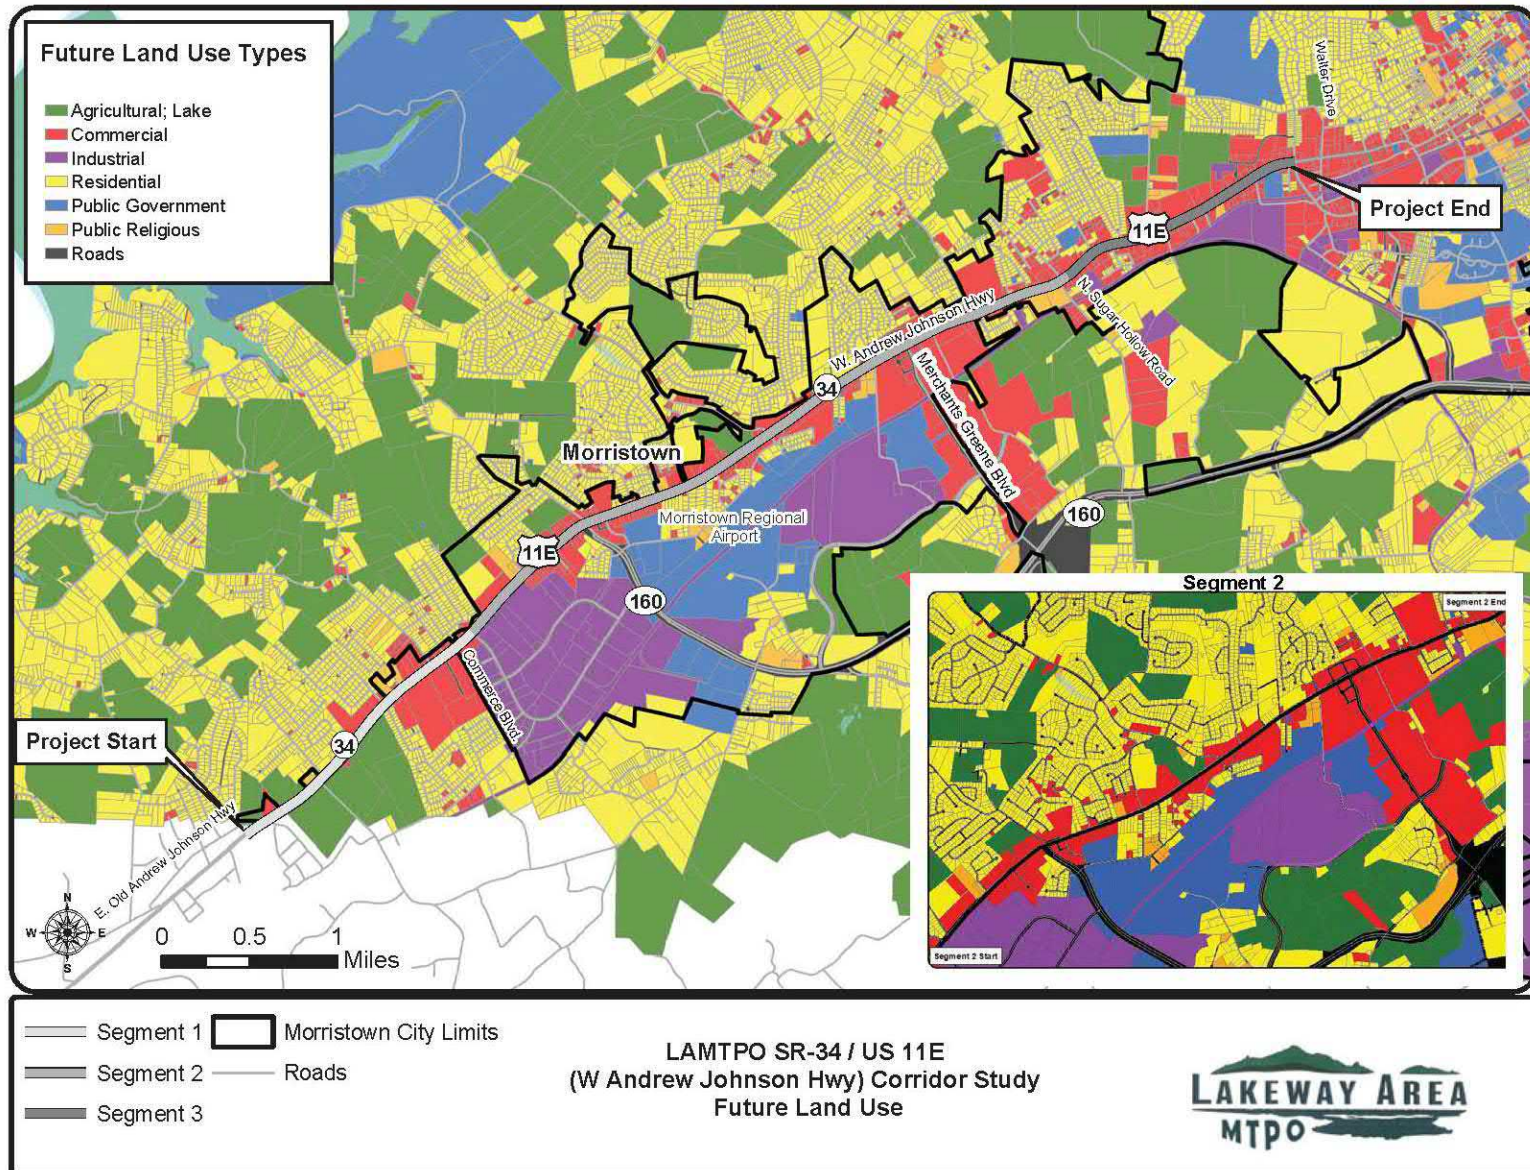 Future Land Use Types
Agricultural; Lake
Commercial
Industrial
Residential
Public Government
Public Religious
Roads
Walter Drive
Project End
11E
N. Sugar Hollow Road
W. Andrew Johnson Hwy
34
Merchants Greene Blvd
Morristown
Morristown Regional
Airport
160
11E
160
Commerce Blvd.
Project Start
34
E. Old Andrew Johnson Hwy
N
W
E
S
0 0.5 1
Miles
Segment 2
Segment 2 End
Segment 2 Start
Segment 1
Segment 2
Segment 3
Morristown City Limits
Roads
LAMTPO SR-34 / US 11E
(W Andrew Johnson Hwy) Corridor Study
Future Land Use
LAKEWAY AREA
MTPO